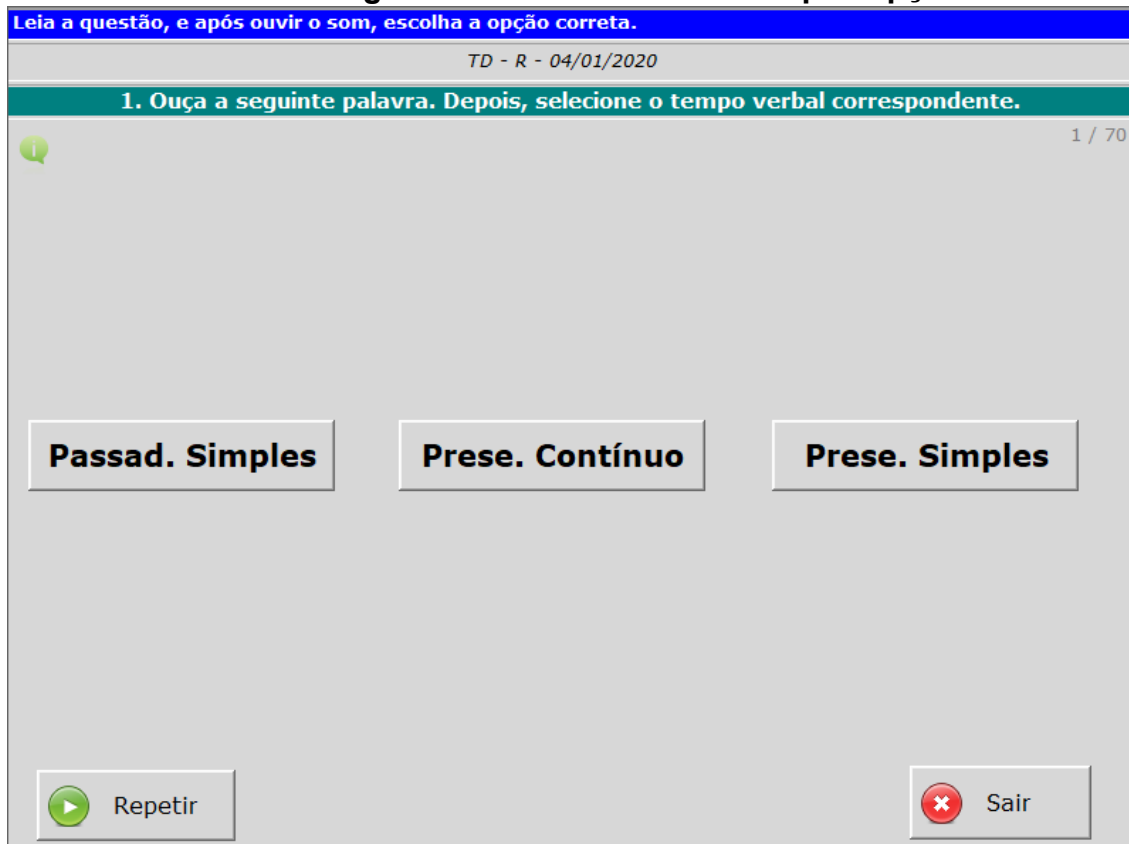 Leia a questão, e após ouvir o som, escolha a opção correta.
TD - R - 04/01/2020
1. Ouça a seguinte palavra. Depois, selecione o tempo verbal correspondente.
1 / 70
Passad. Simples Prese. Contínuo Prese. Simples
Repetir Sair